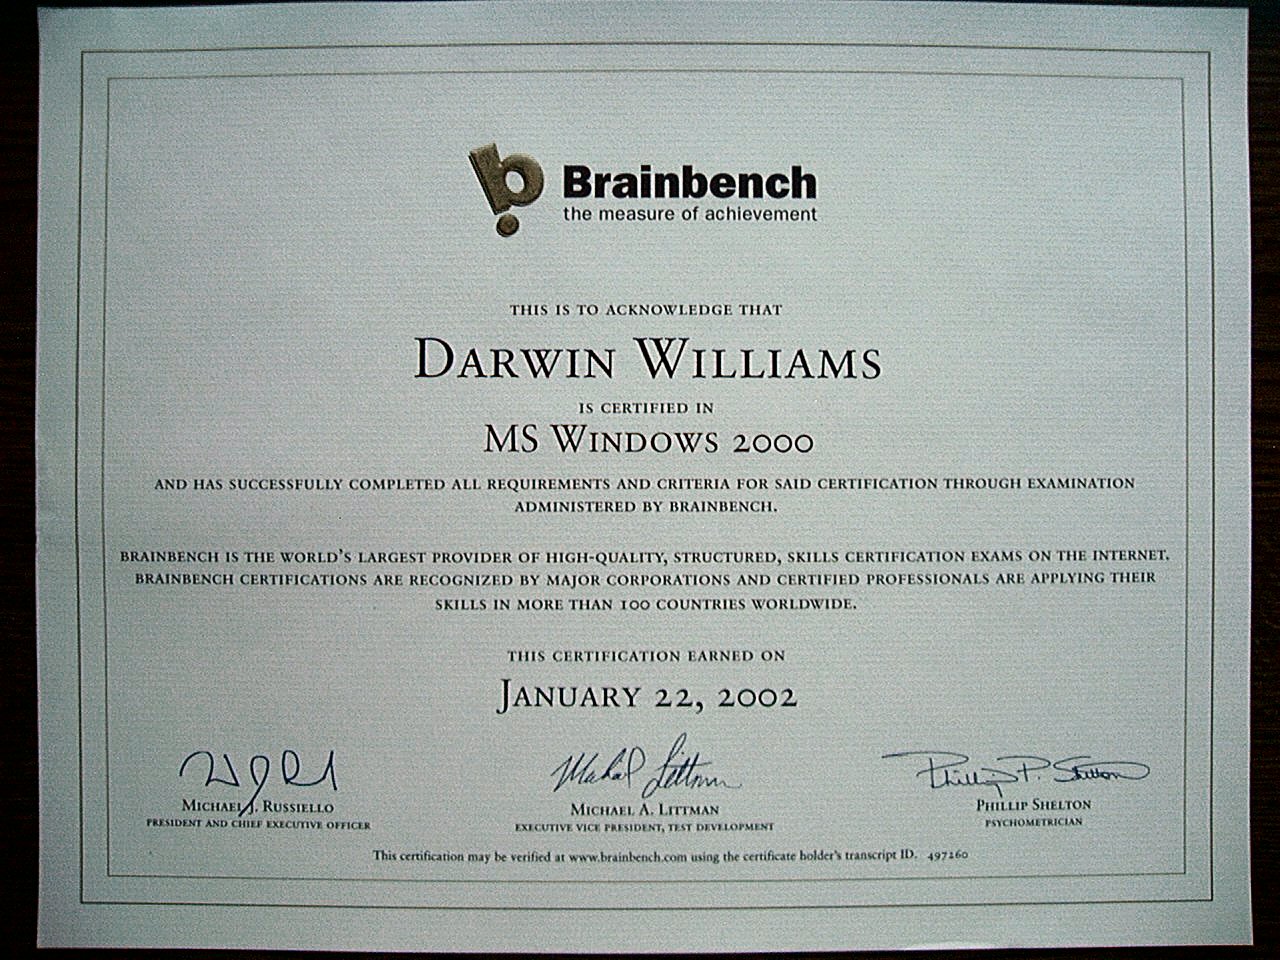 Brainbench
the measure of achievement
THIS IS TO ACKNOWLEDGE THAT
DARWIN WILLIAMS
IS CERTIFIED IN
MS WINDOWS 2000
AND HAS SUCCESSFULLY COMPLETED ALL REQUIREMENTS AND CRITERIA FOR SAID CERTIFICATION THROUGH EXAMINATION
ADMINISTERED BY BRAINBENCH.
BRAINBENCH IS THE WORLD'S LARGEST PROVIDER OF HIGH-QUALITY, STRUCTURED, SKILLS CERTIFICATION EXAMS ON THE INTERNET.
BRAINBENCH CERTIFICATIONS ARE RECOGNIZED BY MAJOR CORPORATIONS AND CERTIFIED PROFESSIONALS ARE APPLYING THEIR
SKILLS IN MORE THAN 100 COUNTRIES WORLDWIDE.
THIS CERTIFICATION EARNED ON
JANUARY 22, 2002
Michael Littman
Phillip P. Shelton
MICHAEL J. RUSSIELLO
PRESIDENT AND CHIEF EXECUTIVE OFFICER
MICHAEL A. LITTMAN
EXECUTIVE VICE PRESIDENT, TEST DEVELOPMENT
PHILLIP SHELTON
PSYCHOMETRICIAN
This certification may be verified at www.brainbench.com using the certificate holder's transcript ID. 497260